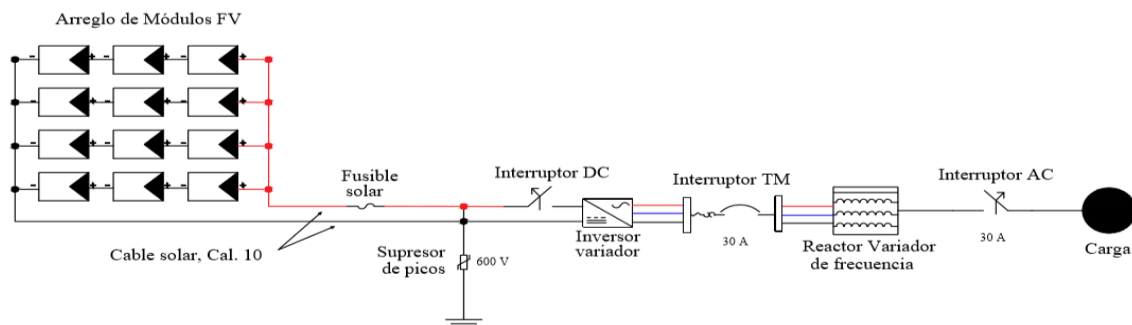 Arreglo de Módulos FV
- + - + - +
- + - + - +
- + - + - +
- + - + - +
Fusible
solar
Interruptor DC
Interruptor TM
Interruptor AC
Cable solar, Cal. 10
Supresor
de picos
600 V
Inversor
variador
30 A
Reactor Variador
de frecuencia
30 A
Carga